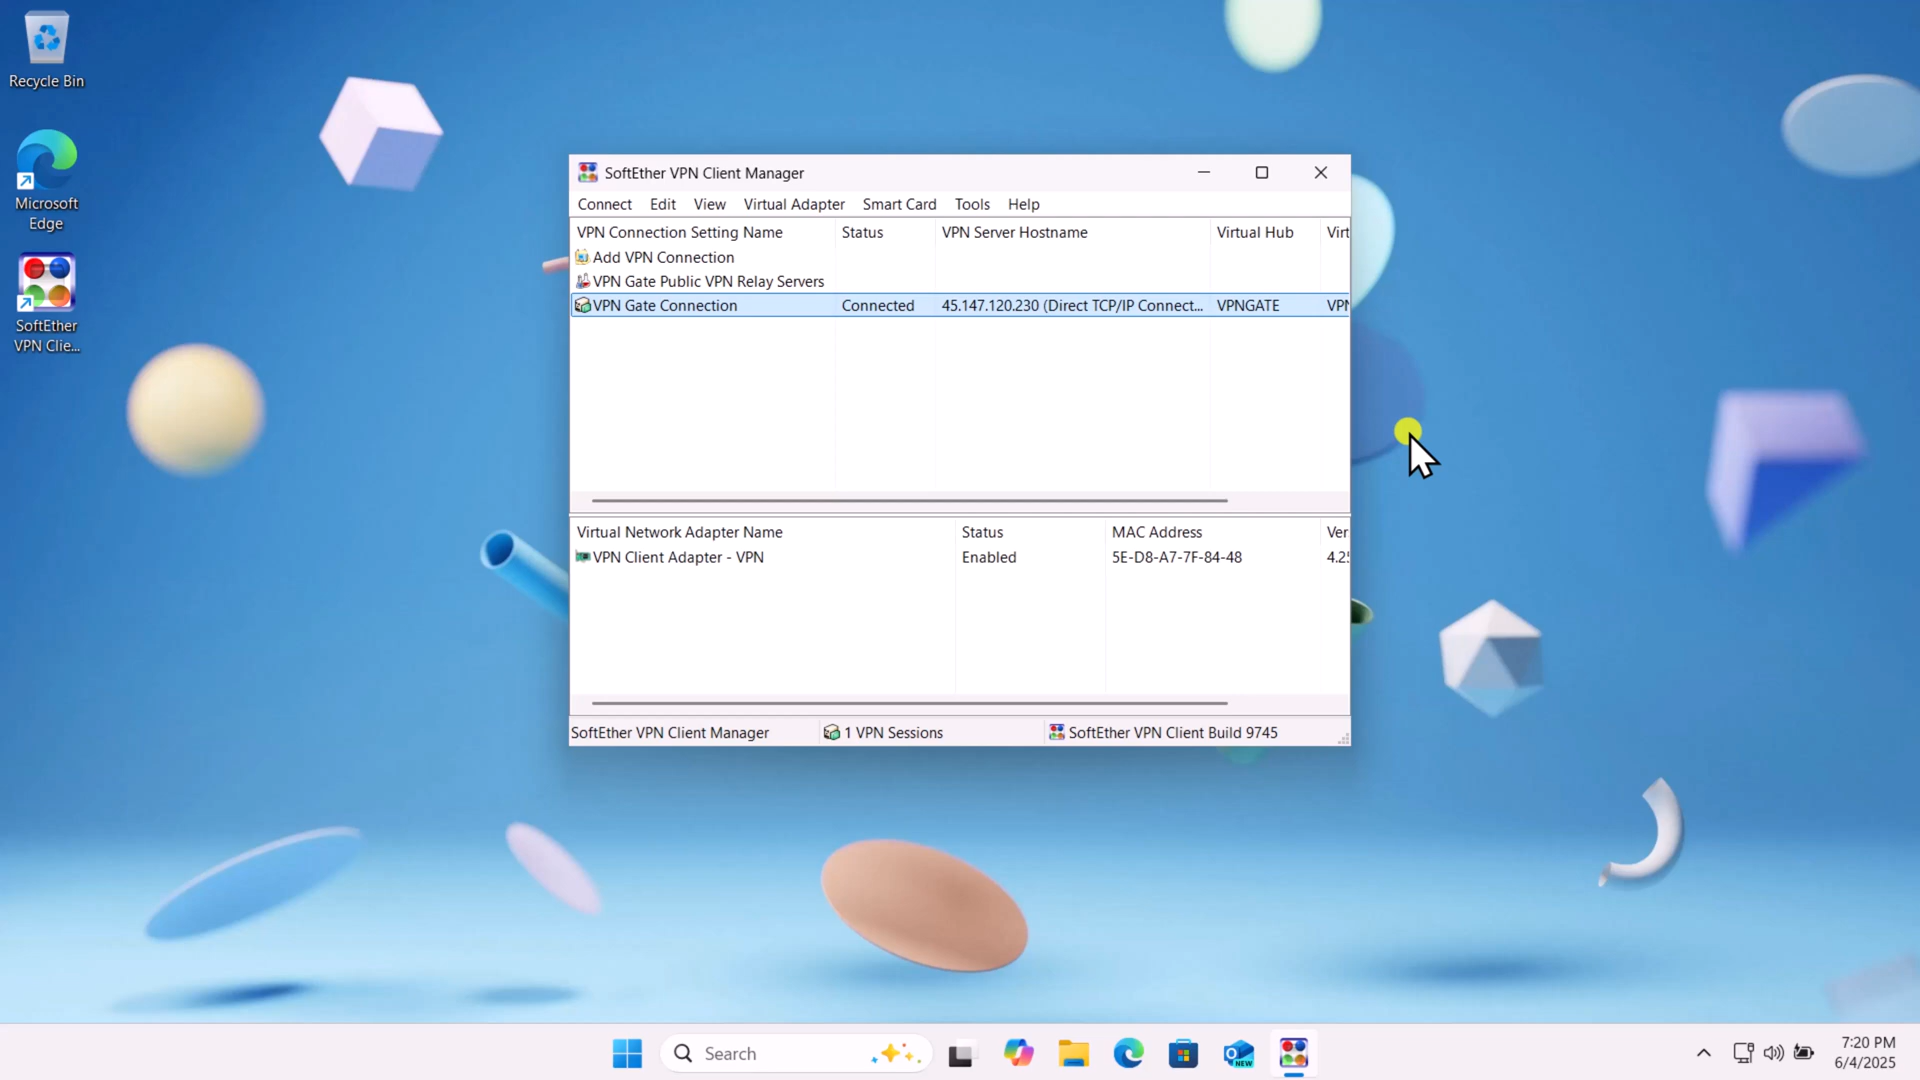 Recycle Bin
Microsoft
Edge
SoftEther
VPN Clie...
SoftEther VPN Client Manager
Connect Edit View Virtual Adapter Smart Card Tools Help
VPN Connection Setting Name Status VPN Server Hostname Virtual Hub Virt
Add VPN Connection
VPN Gate Public VPN Relay Servers
VPN Gate Connection Connected 45.147.120.230 (Direct TCP/IP Connect... VPNGATE VPN
Virtual Network Adapter Name Status MAC Address Ver
VPN Client Adapter - VPN Enabled 5E-D8-A7-7F-84-48 4.2
SoftEther VPN Client Manager 1 VPN Sessions SoftEther VPN Client Build 9745
Search
NEW
7:20 PM
6/4/2025